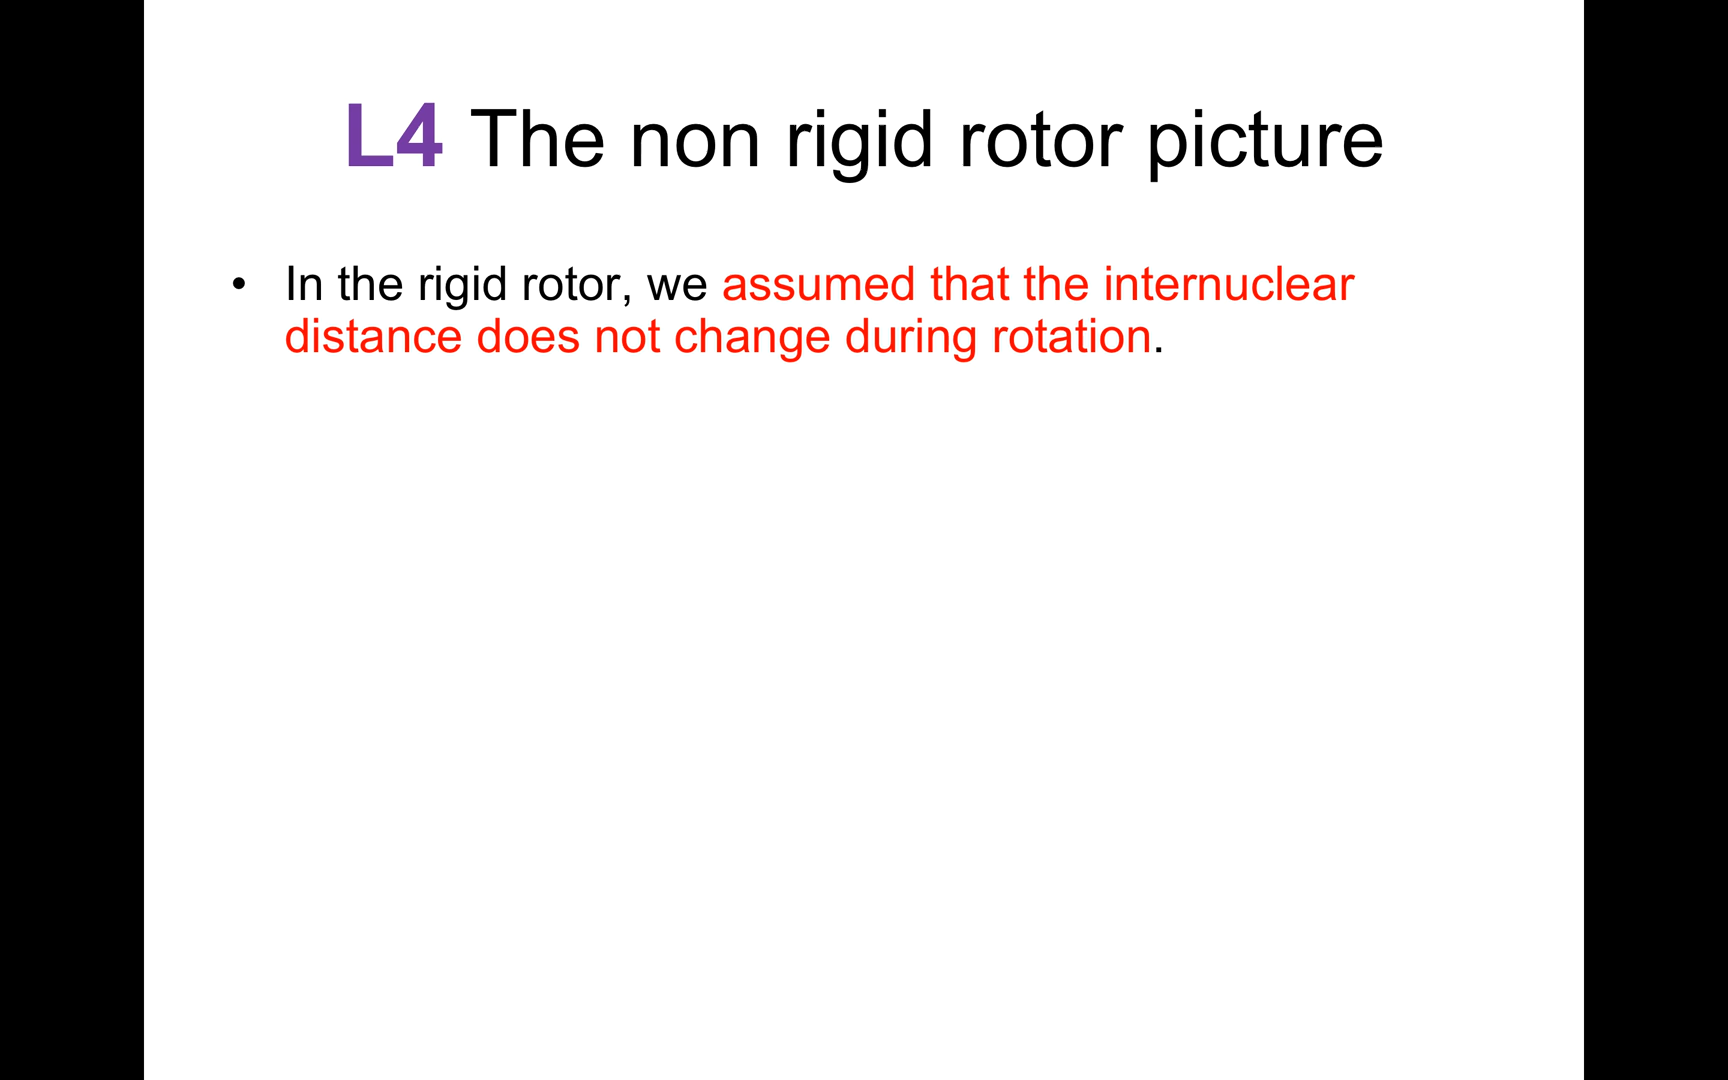 L4 The non rigid rotor picture
• In the rigid rotor, we assumed that the internuclear
distance does not change during rotation.